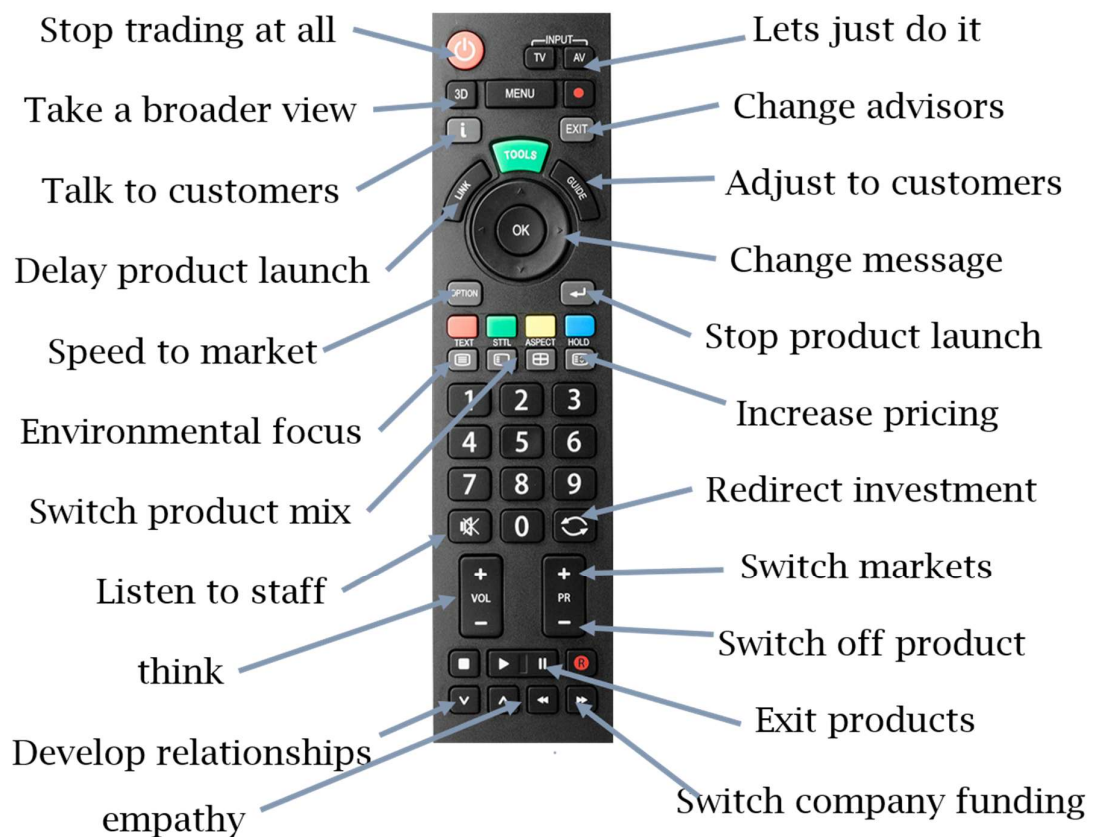 Stop trading at all
Lets just do it
INPUT
TV AV
Take a broader view
3D MENU
Change advisors
i EXIT
TOOLS
Talk to customers
LINK GUIDE
Adjust to customers
OK
Delay product launch
Change message
OPTION
Speed to market
Stop product launch
TEXT STTL ASPECT HOLD
Environmental focus
1 2 3
Increase pricing
4 5 6
Switch product mix
7 8 9
Redirect investment
0
Listen to staff
+ +
Switch markets
VOL PR
- -
Switch off product
think
R
Develop relationships
Exit products
empathy
Switch company funding